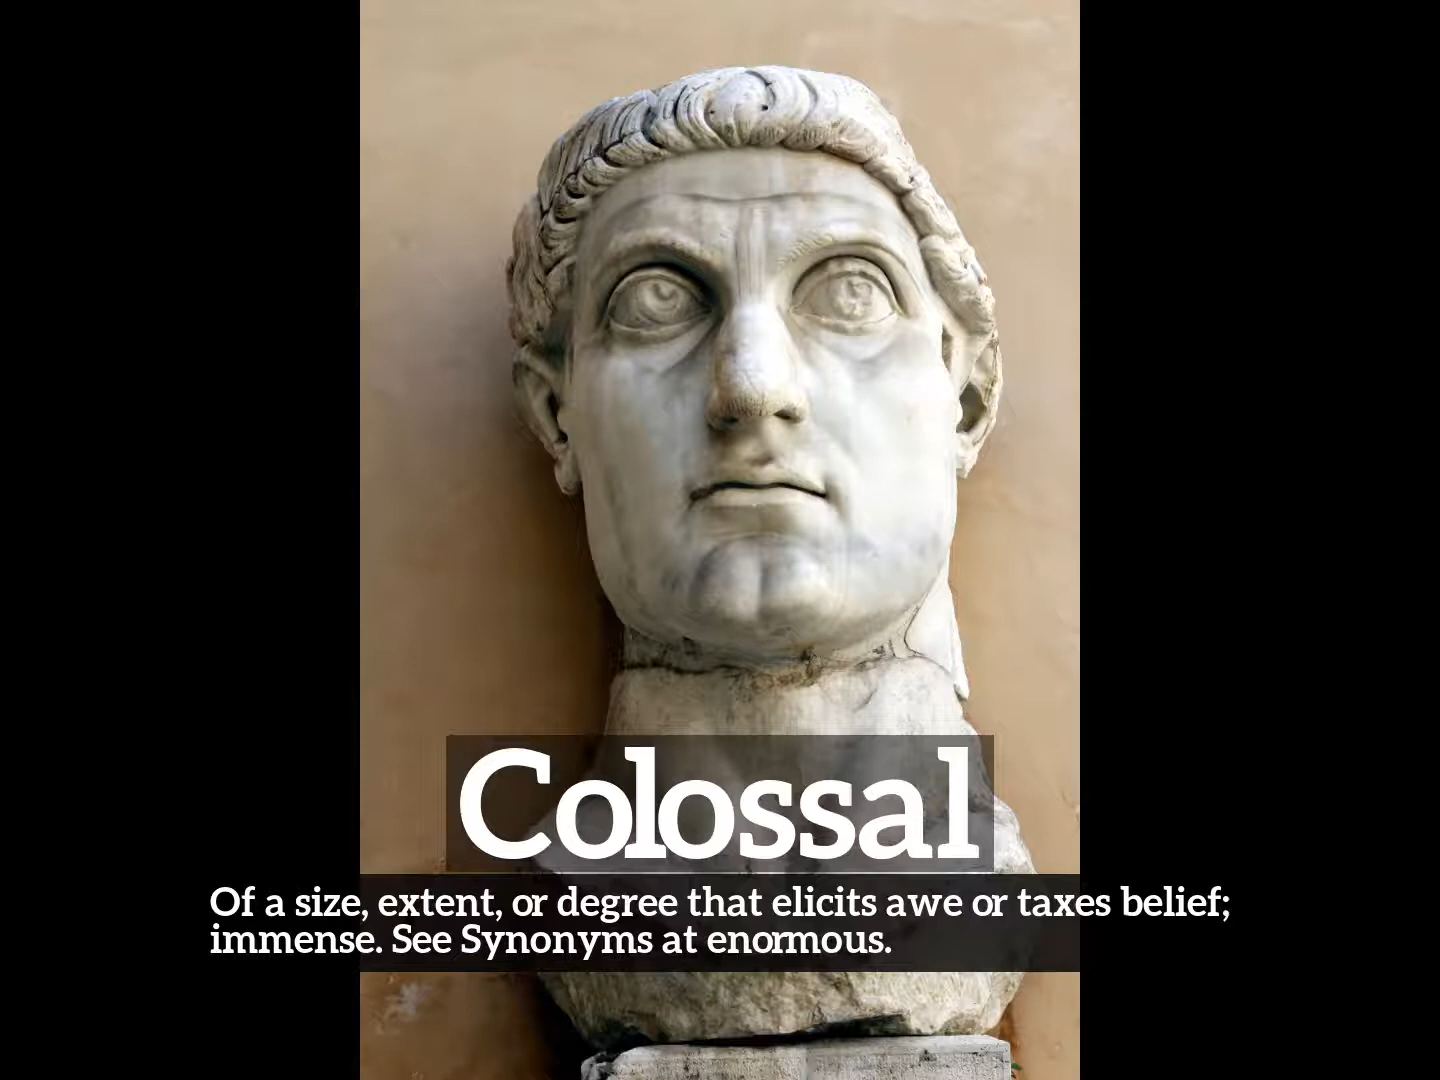 Colossal
Of a size, extent, or degree that elicits awe or taxes belief;
immense. See Synonyms at enormous.